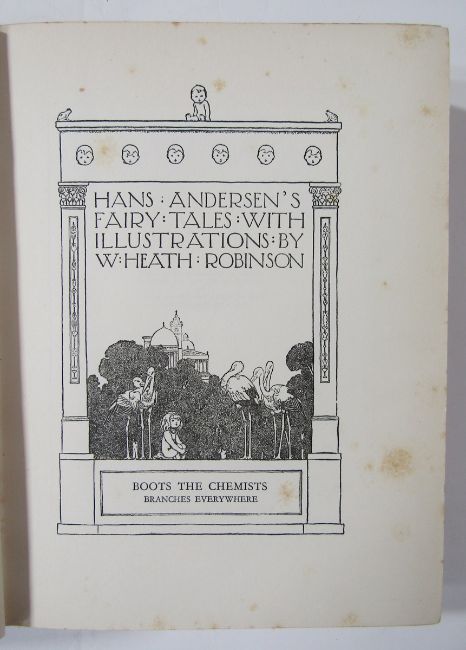 HANS : ANDERSEN'S
FAIRY : TALES : WITH
ILLUSTRATIONS : BY
W : HEATH : ROBINSON
BOOTS THE CHEMISTS
BRANCHES EVERYWHERE